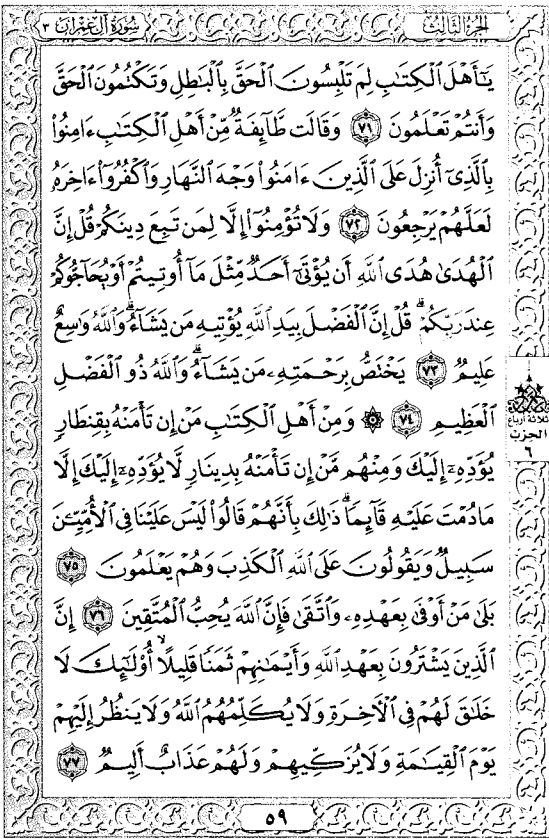 الجزء الثالث
سورة آل عمران ٣
يَٰٓأَهۡلَ ٱلۡكِتَٰبِ لِمَ تَلۡبِسُونَ ٱلۡحَقَّ بِٱلۡبَٰطِلِ وَتَكۡتُمُونَ ٱلۡحَقَّ
وَأَنتُمۡ تَعۡلَمُونَ ٧١ وَقَالَت طَّآئِفَةٞ مِّنۡ أَهۡلِ ٱلۡكِتَٰبِ ءَامِنُواْ
بِٱلَّذِيٓ أُنزِلَ عَلَى ٱلَّذِينَ ءَامَنُواْ وَجۡهَ ٱلنَّهَارِ وَٱكۡفُرُوٓاْ ءَاخِرَهُۥ
لَعَلَّهُمۡ يَرۡجِعُونَ ٧٢ وَلَا تُؤۡمِنُوٓاْ إِلَّا لِمَن تَبِعَ دِينَكُمۡ قُلۡ إِنَّ
ٱلۡهُدَىٰ هُدَى ٱللَّهِ أَن يُؤۡتَىٰٓ أَحَدٞ مِّثۡلَ مَآ أُوتِيتُمۡ أَوۡ يُحَآجُّوكُمۡ
عِندَ رَبِّكُمۡۗ قُلۡ إِنَّ ٱلۡفَضۡلَ بِيَدِ ٱللَّهِ يُؤۡتِيهِ مَن يَشَآءُۗ وَٱللَّهُ وَٰسِعٌ
عَلِيمٞ ٧٣ يَخۡتَصُّ بِرَحۡمَتِهِۦ مَن يَشَآءُۗ وَٱللَّهُ ذُو ٱلۡفَضۡلِ
ٱلۡعَظِيمِ ٧٤ ۞ وَمِنۡ أَهۡلِ ٱلۡكِتَٰبِ مَنۡ إِن تَأۡمَنۡهُ بِقِنطَارٖ
يُؤَدِّهِۦٓ إِلَيۡكَ وَمِنۡهُم مَّنۡ إِن تَأۡمَنۡهُ بِدِينَارٖ لَّا يُؤَدِّهِۦٓ إِلَيۡكَ إِلَّا
مَا دُمۡتَ عَلَيۡهِ قَآئِمٗاۗ ذَٰلِكَ بِأَنَّهُمۡ قَالُواْ لَيۡسَ عَلَيۡنَا فِي ٱلۡأُمِّيِّـۧنَ
سَبِيلٞ وَيَقُولُونَ عَلَى ٱللَّهِ ٱلۡكَذِبَ وَهُمۡ يَعۡلَمُونَ ٧٥
بَلَىٰ مَنۡ أَوۡفَىٰ بِعَهۡدِهِۦ وَٱتَّقَىٰ فَإِنَّ ٱللَّهَ يُحِبُّ ٱلۡمُتَّقِينَ ٧٦ إِنَّ
ٱلَّذِينَ يَشۡتَرُونَ بِعَهۡدِ ٱللَّهِ وَأَيۡمَٰنِهِمۡ ثَمَنٗا قَلِيلًا أُوْلَٰٓئِكَ لَا
خَلَٰقَ لَهُمۡ فِي ٱلۡأٓخِرَةِ وَلَا يُكَلِّمُهُمُ ٱللَّهُ وَلَا يَنظُرُ إِلَيۡهِمۡ
يَوۡمَ ٱلۡقِيَٰمَةِ وَلَا يُزَكِّيهِمۡ وَلَهُمۡ عَذَابٌ أَلِيمٞ ٧٧
ثلاثة أرباع
الحزب
٦
٥٩